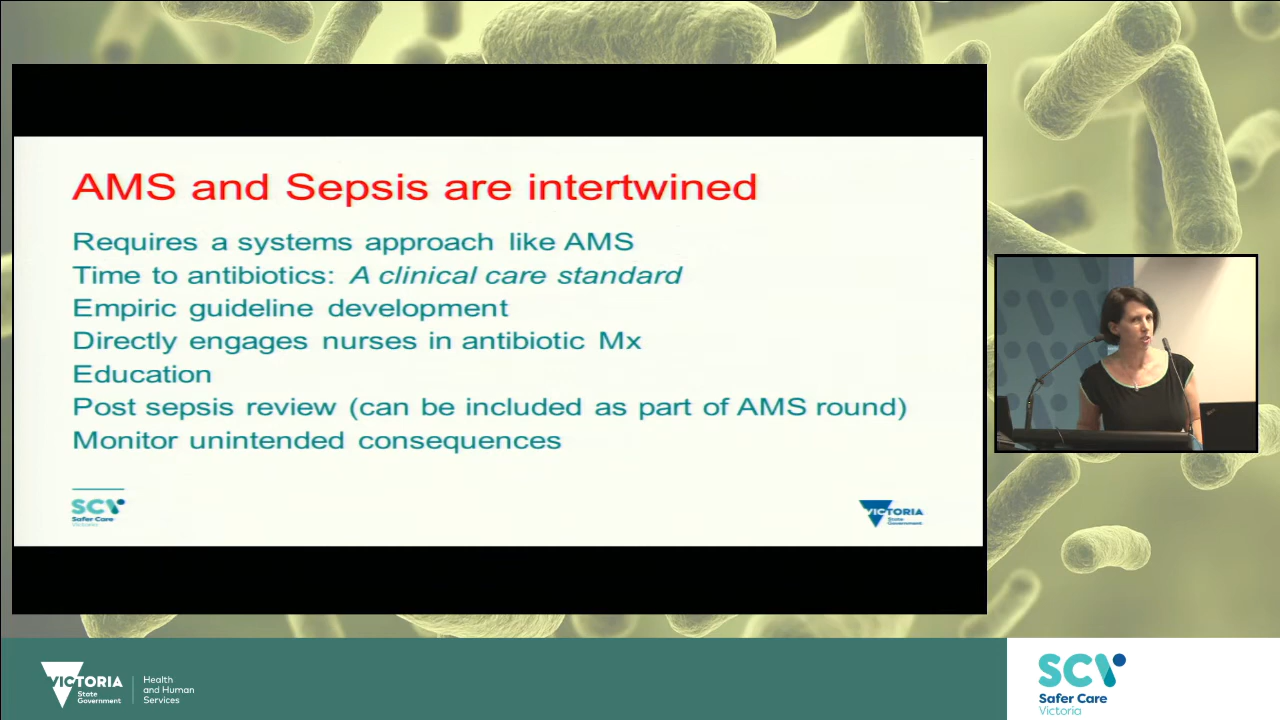 AMS and Sepsis are intertwined
Requires a systems approach like AMS
Time to antibiotics: A clinical care standard
Empiric guideline development
Directly engages nurses in antibiotic Mx
Education
Post sepsis review (can be included as part of AMS round)
Monitor unintended consequences
SCV
Safer Care
Victoria
VICTORIA
State
Government
VICTORIA
State
Government
Health
and Human
Services
SCV
Safer Care
Victoria